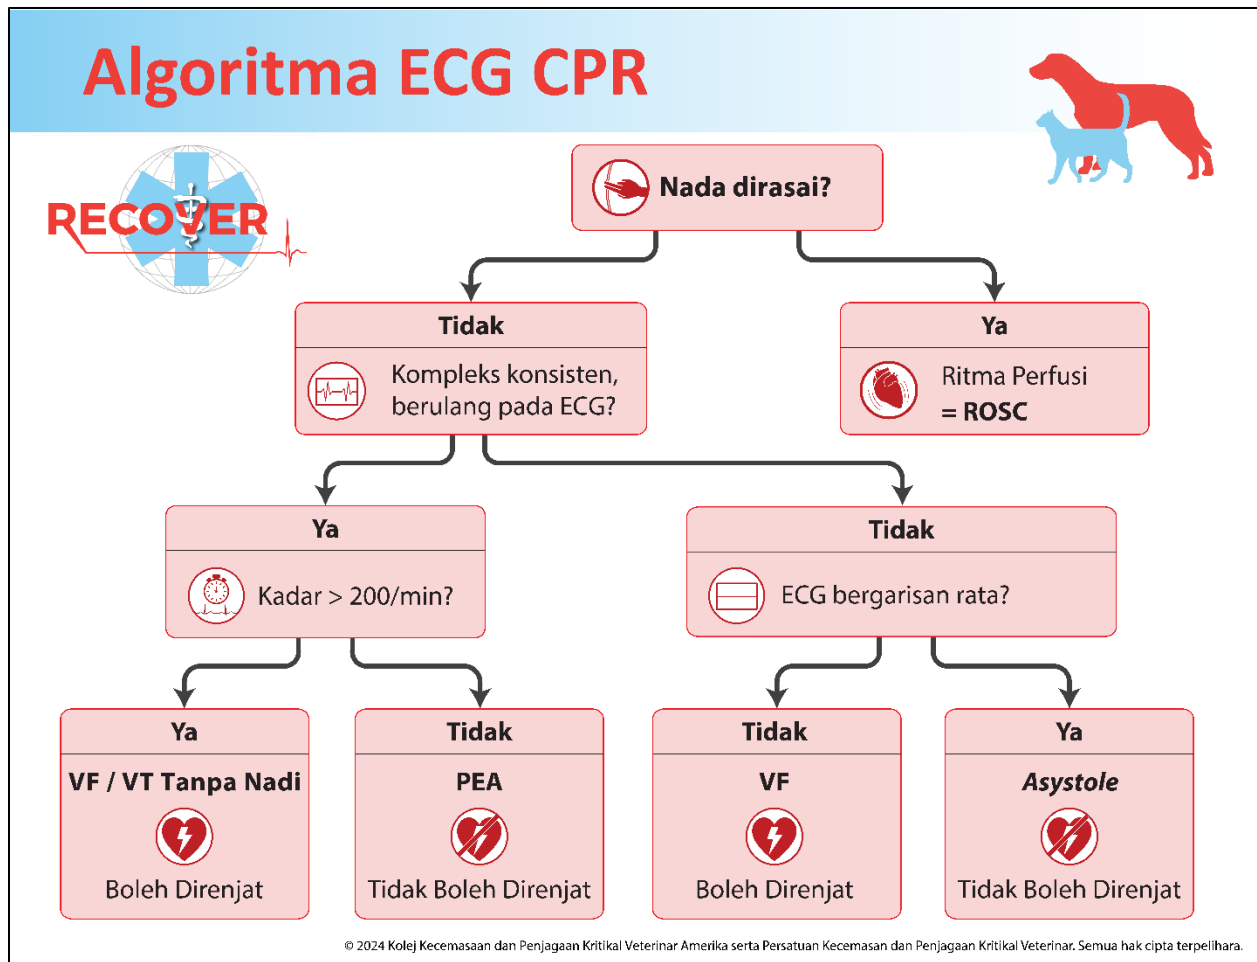 Algoritma ECG CPR
RECOVER
Nada dirasai?
Tidak
Kompleks konsisten,
berulang pada ECG?
Ya
Ritma Perfusi
= ROSC
Ya
Kadar > 200/min?
Tidak
ECG bergarisan rata?
Ya
VF / VT Tanpa Nadi
Boleh Direnjat
Tidak
PEA
Tidak Boleh Direnjat
Tidak
VF
Boleh Direnjat
Ya
Asystole
Tidak Boleh Direnjat
© 2024 Kolej Kecemasaan dan Penjagaan Kritikal Veterinar Amerika serta Persatuan Kecemasan dan Penjagaan Kritikal Veterinar. Semua hak cipta terpelihara.